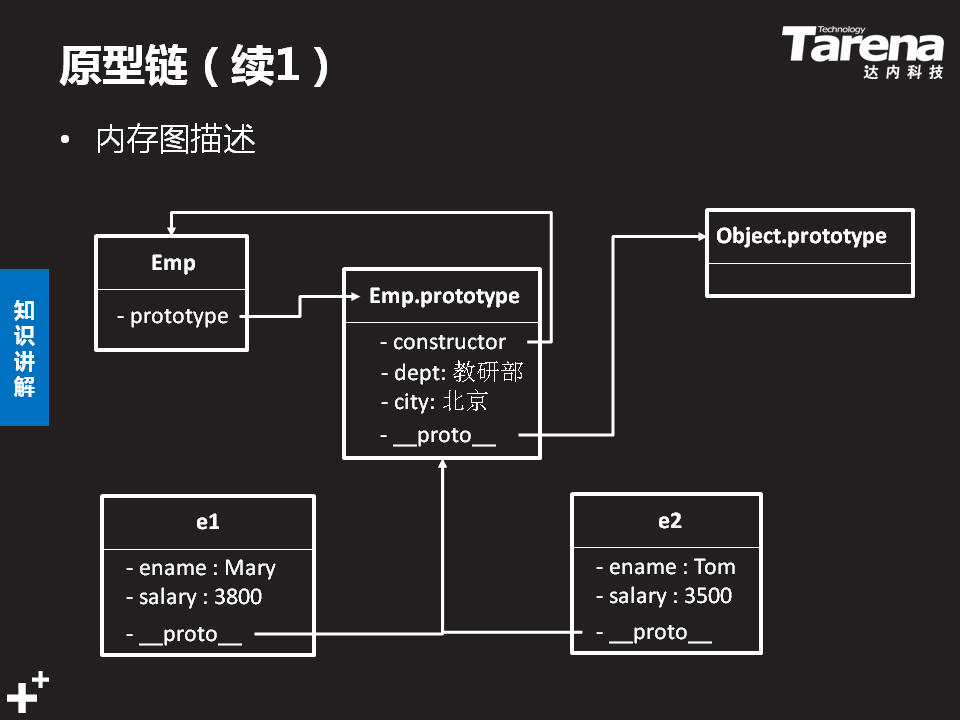 原型链（续1）
Technology
Tarena
达内科技
• 内存图描述
知识讲解
Emp
- prototype
Emp.prototype
- constructor
- dept: 教研部
- city: 北京
- __proto__
Object.prototype
e1
- ename : Mary
- salary : 3800
- __proto__
e2
- ename : Tom
- salary : 3500
- __proto__